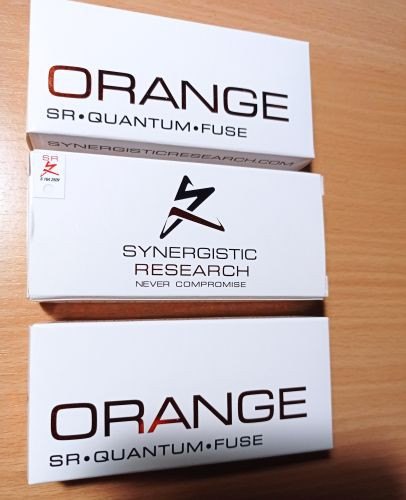 ORANGE
SR•QUANTUM•FUSE
SYNERGISTICRESEARCH.COM
SR
SYNERGISTIC
RESEARCH
NEVER COMPROMISE
ORANGE
SR•QUANTUM•FUSE